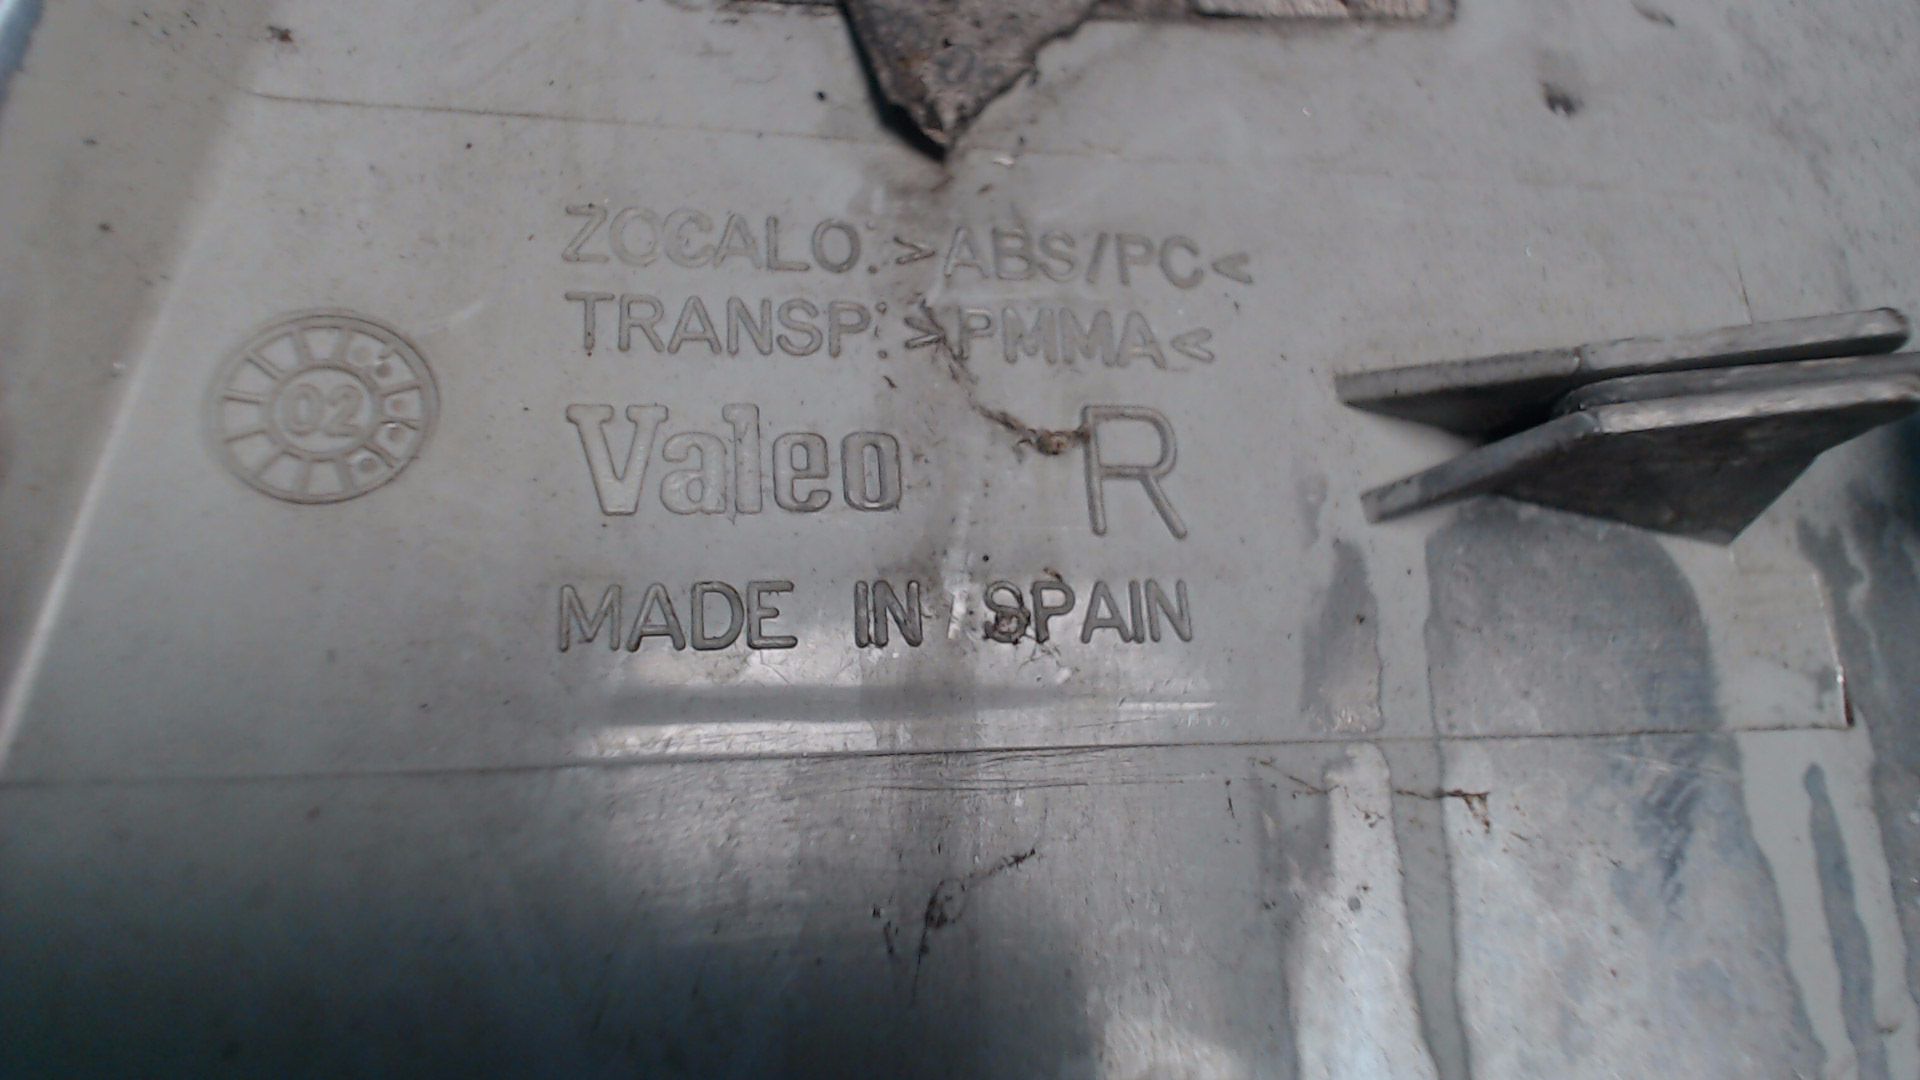 ZOCALO: >ABS/PC<
TRANSP: >PMMA<
02
Valeo R
MADE IN SPAIN